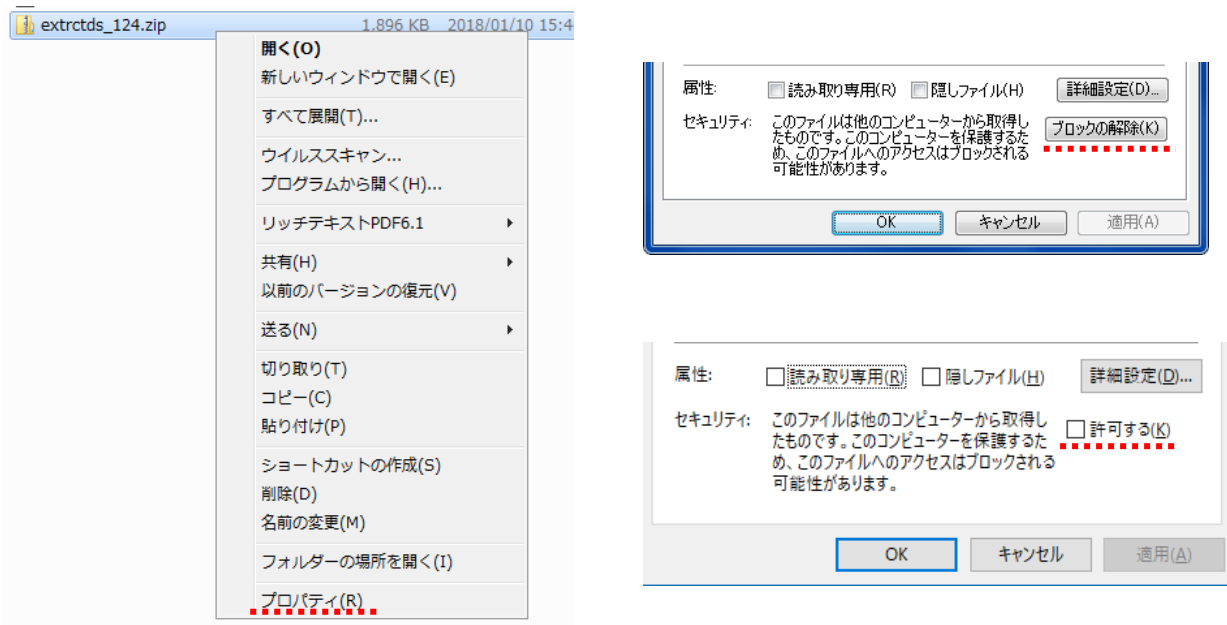 extrctds_124.zip 1,896 KB 2018/01/10 15:4
開く(O)
新しいウィンドウで開く(E)
すべて展開(T)...
ウイルススキャン...
プログラムから開く(H)...
リッチテキストPDF6.1
共有(H)
以前のバージョンの復元(V)
送る(N)
切り取り(T)
コピー(C)
貼り付け(P)
ショートカットの作成(S)
削除(D)
名前の変更(M)
フォルダーの場所を開く(I)
プロパティ(R)
属性: 読み取り専用(R) 隠しファイル(H) 詳細設定(D)...
セキュリティ: このファイルは他のコンピューターから取得し ブロックの解除(K)
たものです。このコンピューターを保護するた
め、このファイルへのアクセスはブロックされる
可能性があります。
OK キャンセル 適用(A)
属性: 読み取り専用(R) 隠しファイル(H) 詳細設定(D)...
セキュリティ: このファイルは他のコンピューターから取得し 許可する(K)
たものです。このコンピューターを保護するた
め、このファイルへのアクセスはブロックされる
可能性があります。
OK キャンセル 適用(A)